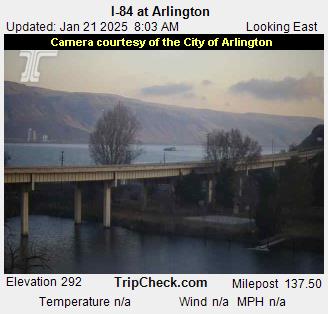 I-84 at Arlington
Updated: Jan 21 2025 8:03 AM Looking East
Camera courtesy of the City of Arlington
Elevation 292 TripCheck.com Milepost 137.50
Temperature n/a Wind n/a MPH n/a